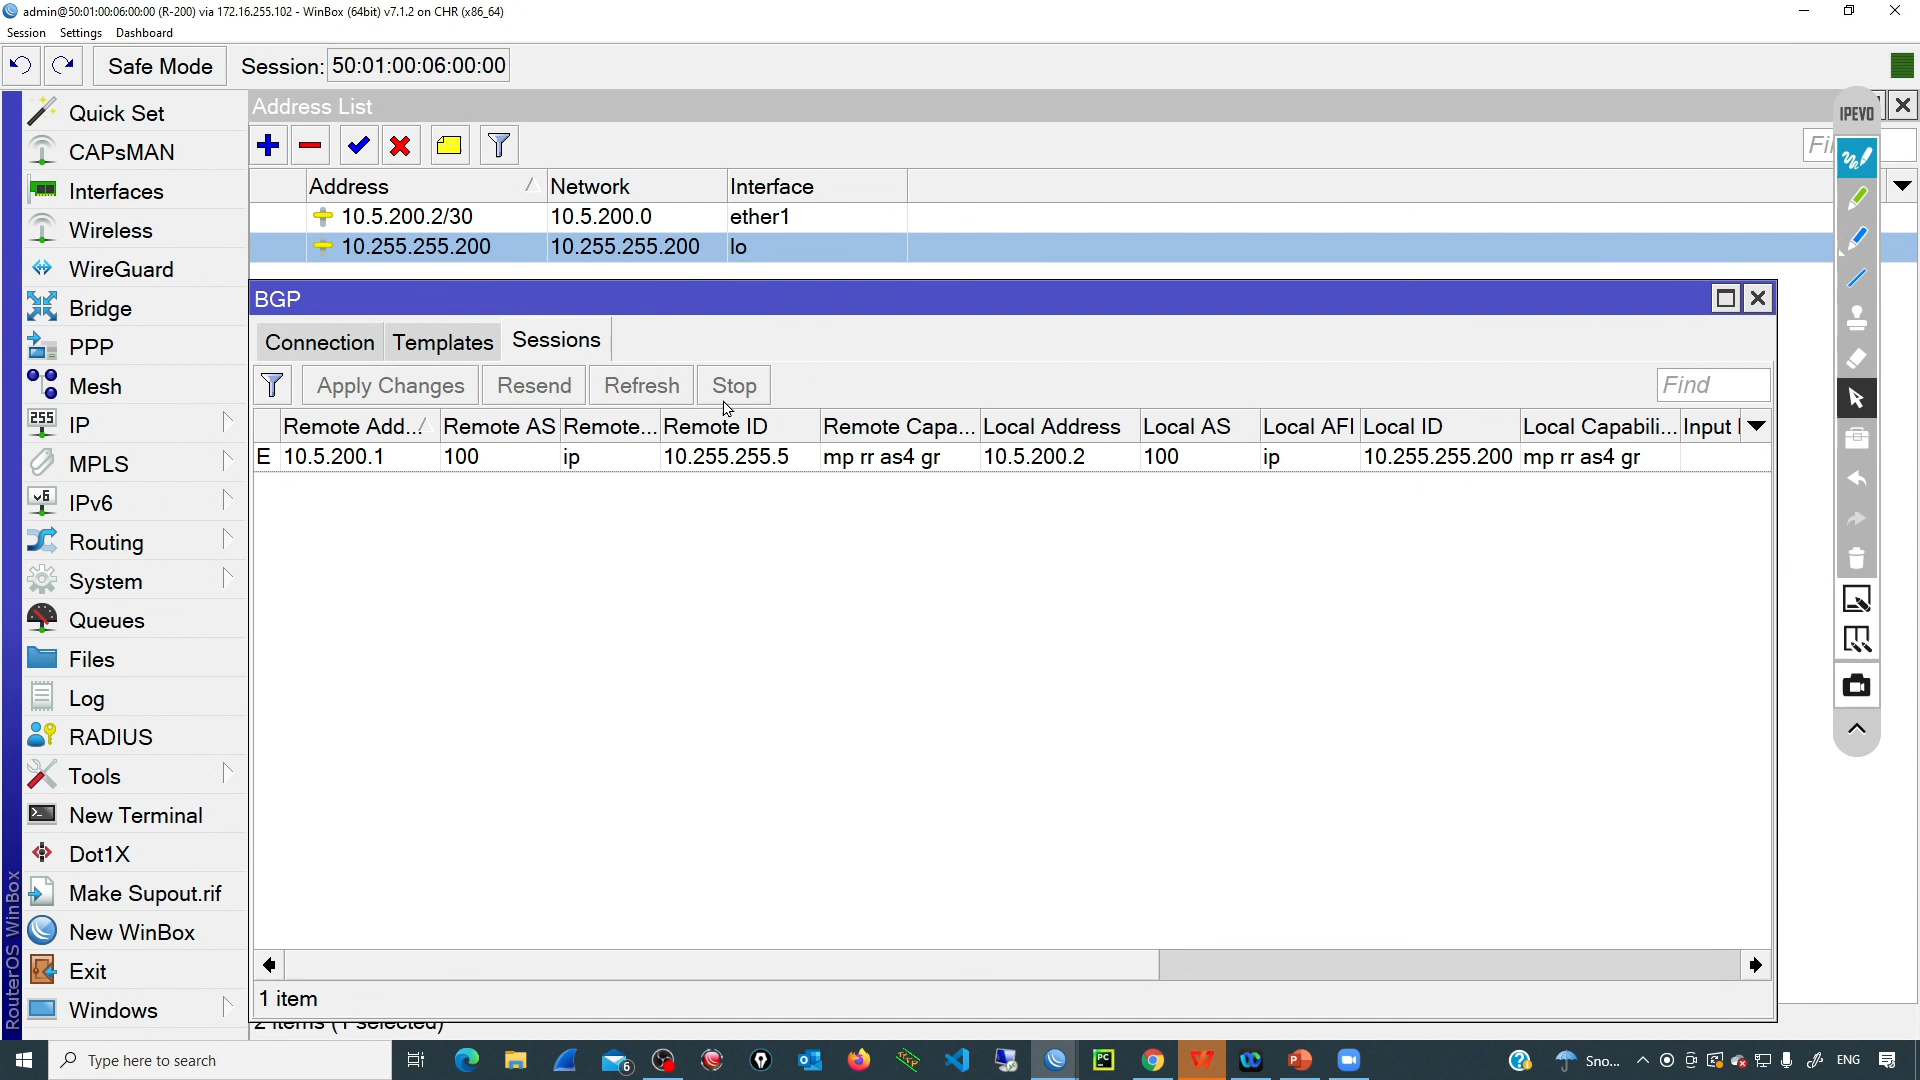 admin@50:01:00:06:00:00 (R-200) via 172.16.255.102 - WinBox (64bit) v7.1.2 on CHR (x86_64)
Session Settings Dashboard
Safe Mode Session: 50:01:00:06:00:00
Quick Set
CAPsMAN
Interfaces
Wireless
WireGuard
Bridge
PPP
Mesh
IP
MPLS
IPv6
Routing
System
Queues
Files
Log
RADIUS
Tools
New Terminal
Dot1X
Make Supout.rif
New WinBox
Exit
Windows
RouterOS WinBox
Address List
Address Network Interface
10.5.200.2/30 10.5.200.0 ether1
10.255.255.200 10.255.255.200 lo
BGP
Connection Templates Sessions
Apply Changes Resend Refresh Stop Find
Remote Add... Remote AS Remote... Remote ID Remote Capa... Local Address Local AS Local AFI Local ID Local Capabili... Input
E 10.5.200.1 100 ip 10.255.255.5 mp rr as4 gr 10.5.200.2 100 ip 10.255.255.200 mp rr as4 gr
1 item
2 items (1 selected)
IPEVO
Type here to search
6
PC
Sno...
ENG